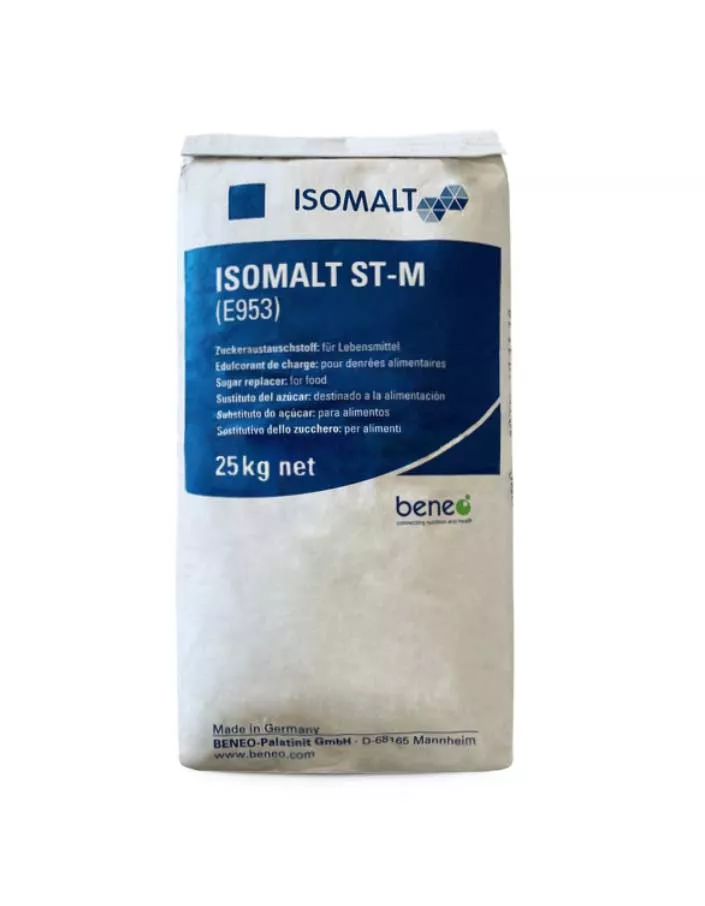 ISOMALT
ISOMALT ST-M
(E953)
Zuckeraustauschstoff: für Lebensmittel
Edulcorant de charge: pour denrées alimentaires
Sugar replacer: for food
Sustituto del azúcar: destinado a la alimentación
Substituto do açúcar: para alimentos
Sostitutivo dello zucchero: per alimenti
25kg net
beneo
connecting nutrition and health
Made in Germany
BENEO-Palatinit GmbH · D-68165 Mannheim
www.beneo.com